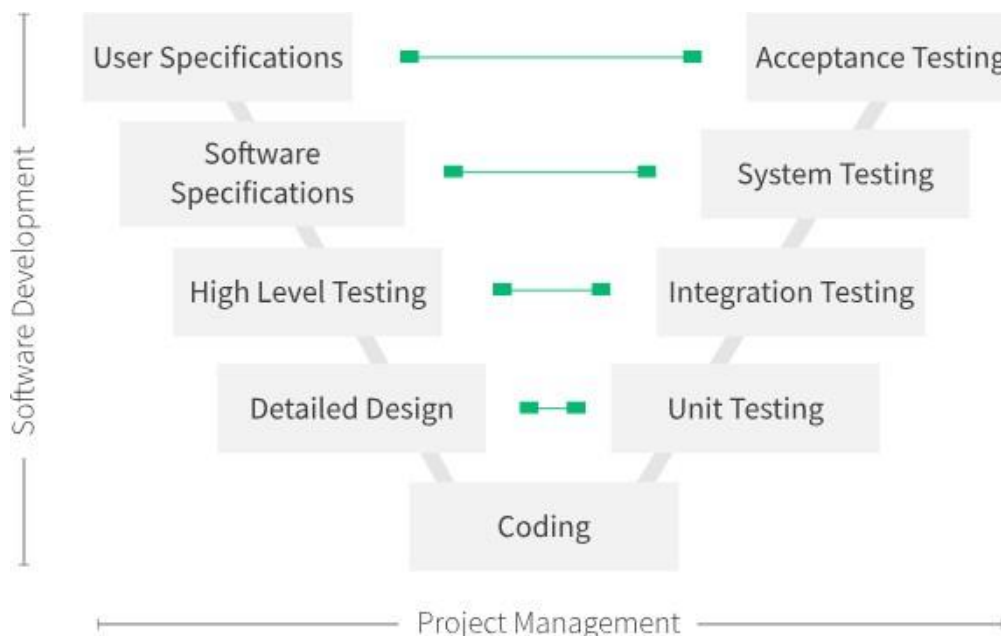 User Specifications
Acceptance Testing
Software
Specifications
System Testing
High Level Testing
Integration Testing
Detailed Design
Unit Testing
Coding
Software Development
Project Management